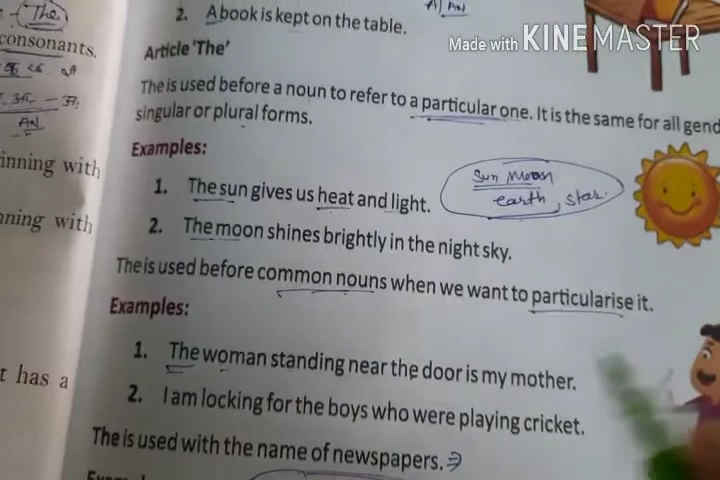 The
A | AN
2. A book is kept on the table.
Made with KINEMASTER
consonants.
Article 'The'
The is used before a noun to refer to a particular one. It is the same for all gend
AN
singular or plural forms.
inning with
Examples:
Sun Moon
earth, star.
1. The sun gives us heat and light.
nning with
2. The moon shines brightly in the night sky.
The is used before common nouns when we want to particularise it.
Examples:
t has a
1. The woman standing near the door is my mother.
2. I am locking for the boys who were playing cricket.
The is used with the name of newspapers.